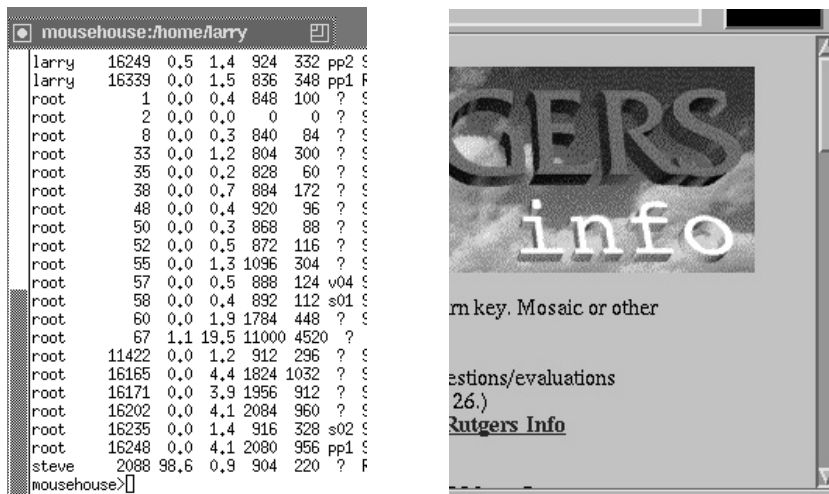 mousehouse:/home/larry
larry 16249 0.5 1.4 924 332 pp2 S
larry 16339 0.0 1.5 836 348 pp1 R
root 1 0.0 0.4 848 100 ? S
root 2 0.0 0.0 0 0 ? S
root 8 0.0 0.3 840 84 ? S
root 33 0.0 1.2 804 300 ? S
root 35 0.0 0.2 828 60 ? S
root 38 0.0 0.7 884 172 ? S
root 48 0.0 0.4 920 96 ? S
root 50 0.0 0.3 868 88 ? S
root 52 0.0 0.5 872 116 ? S
root 55 0.0 1.3 1096 304 ? S
root 57 0.0 0.5 888 124 v04 S
root 58 0.0 0.4 892 112 s01 S
root 60 0.0 1.9 1784 448 ? S
root 67 1.1 19.5 11000 4520 ?
root 11422 0.0 1.2 912 296 ? S
root 16165 0.0 4.4 1824 1032 ? S
root 16171 0.0 3.9 1956 912 ? S
root 16202 0.0 4.1 2084 960 ? S
root 16235 0.0 1.4 916 328 s02 S
root 16248 0.0 4.1 2080 956 pp1 S
steve 2088 98.6 0.9 904 220 ? R
mousehouse>
GERS
info
rn key. Mosaic or other
estions/evaluations
26.)
Rutgers Info